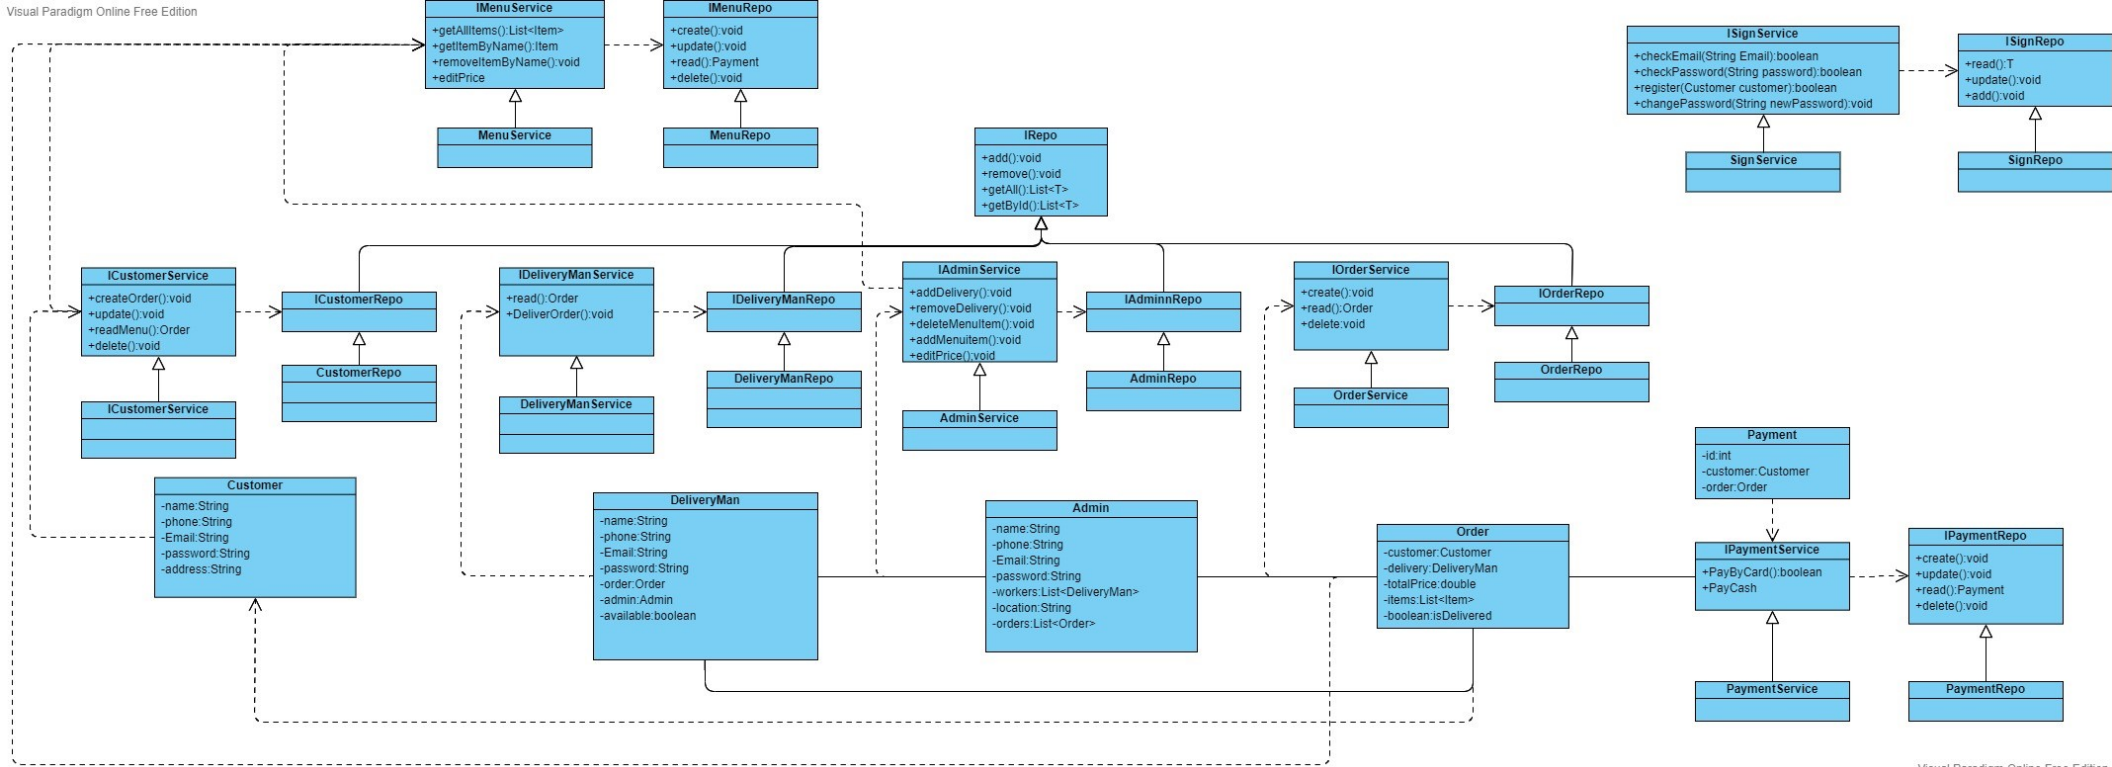 Visual Paradigm Online Free Edition
IMenuService
+getAllItems():List<Item>
+getItemByName():Item
+removeItemByName():void
+editPrice
IMenuRepo
+create():void
+update():void
+read():Payment
+delete():void
MenuService
MenuRepo
ISignService
+checkEmail(String Email):boolean
+checkPassword(String password):boolean
+register(Customer customer):boolean
+changePassword(String newPassword):void
ISignRepo
+read():T
+update():void
+add():void
SignService
SignRepo
IRepo
+add():void
+remove():void
+getAll():List<T>
+getById():List<T>
ICustomerService
+createOrder():void
+update():void
+readMenu():Order
+delete():void
ICustomerRepo
CustomerRepo
ICustomerService
IDeliveryManService
+read():Order
+DeliverOrder():void
IDeliveryManRepo
DeliveryManRepo
DeliveryManService
IAdminService
+addDelivery():void
+removeDelivery():void
+deleteMenuItem():void
+addMenuitem():void
+editPrice():void
IAdminnRepo
AdminRepo
AdminService
IOrderService
+create():void
+read():Order
+delete:void
IOrderRepo
OrderRepo
OrderService
Customer
-name:String
-phone:String
-Email:String
-password:String
-address:String
DeliveryMan
-name:String
-phone:String
-Email:String
-password:String
-order:Order
-admin:Admin
-available:boolean
Admin
-name:String
-phone:String
-Email:String
-password:String
-workers:List<DeliveryMan>
-location:String
-orders:List<Order>
Order
-customer:Customer
-delivery:DeliveryMan
-totalPrice:double
-items:List<Item>
-boolean:isDelivered
Payment
-id:int
-customer:Customer
-order:Order
IPaymentService
+PayByCard():boolean
+PayCash
IPaymentRepo
+create():void
+update():void
+read():Payment
+delete():void
PaymentService
PaymentRepo
Visual Paradigm Online Free Edition